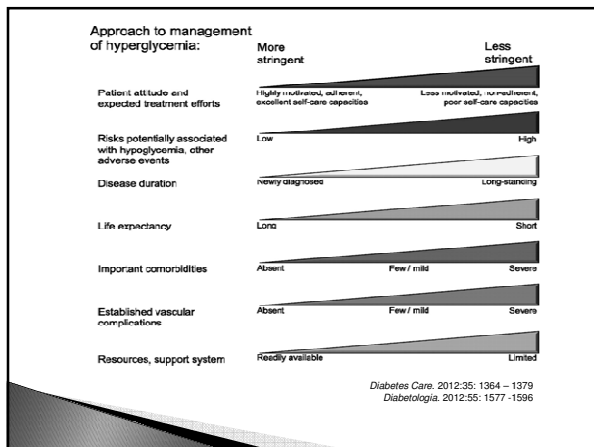 Approach to management
of hyperglycemia:
More
stringent
Less
stringent
Patient attitude and
expected treatment efforts
Highly motivated, adherent,
excellent self-care capacities
Less motivated, non-adherent,
poor self-care capacities
Risks potentially associated
with hypoglycemia, other
adverse events
Low
High
Disease duration
Newly diagnosed
Long-standing
Life expectancy
Long
Short
Important comorbidities
Absent
Few / mild
Severe
Established vascular
complications
Absent
Few / mild
Severe
Resources, support system
Readily available
Limited
Diabetes Care. 2012:35: 1364 – 1379
Diabetologia. 2012:55: 1577 -1596